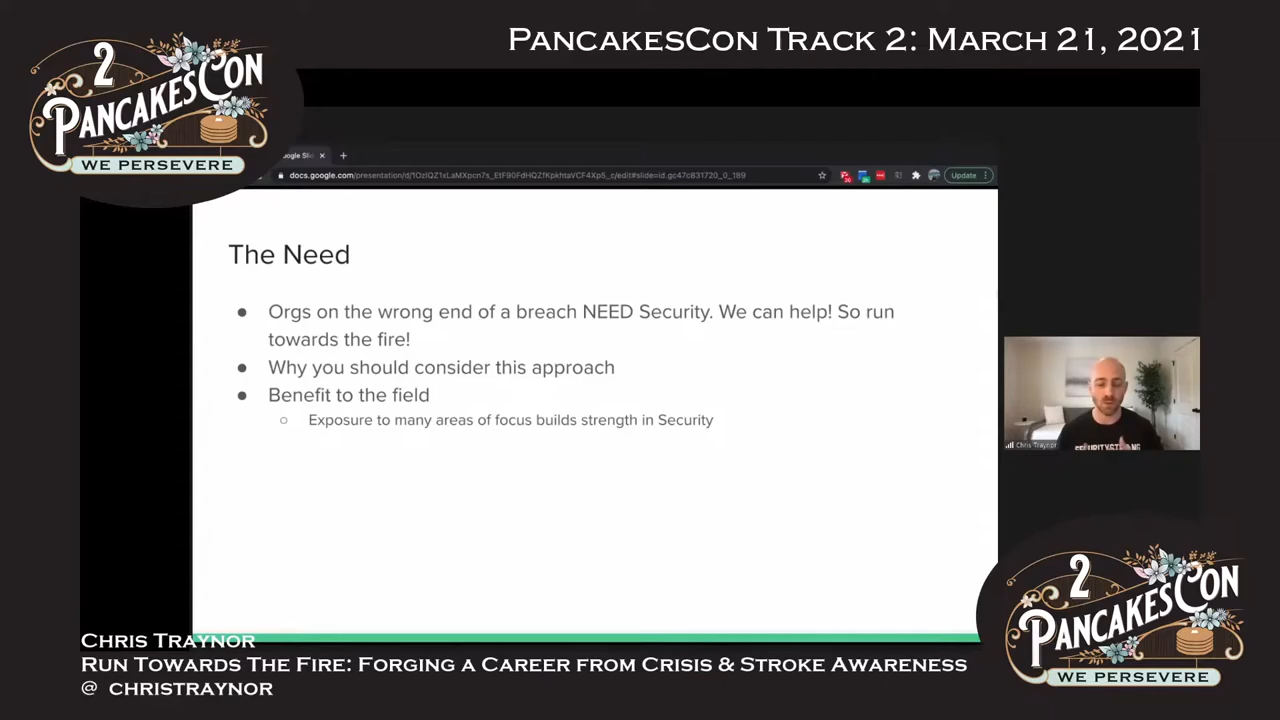 PancakesCon Track 2: March 21, 2021
2
PancakesCon
WE PERSEVERE
docs.google.com/presentation/d/1OzIQZ1xLaMXpcn7s_EtF90FdHQZfKpkhtaVCF4Xp5_c/edit#slide=id.gc47c831720_0_189
Update
The Need
● Orgs on the wrong end of a breach NEED Security. We can help! So run
towards the fire!
● Why you should consider this approach
● Benefit to the field
○ Exposure to many areas of focus builds strength in Security
Chris Traynor
2
PancakesCon
WE PERSEVERE
Chris Traynor
Run Towards The Fire: Forging a Career from Crisis & Stroke Awareness
@ christraynor